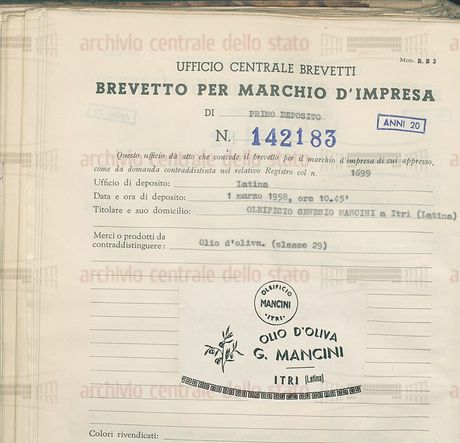 archivio centrale dello stato
Mod. R. B 3
UFFICIO CENTRALE BREVETTI
BREVETTO PER MARCHIO D'IMPRESA
DI PRIMO DEPOSITO
ANNI 20
N. 142183
Questo ufficio dà atto che concede il brevetto per il marchio d'impresa di cui appresso,
come da domanda contraddistinta nel relativo Registro col n. 1699
Ufficio di deposito: Latina
Data e ora di deposito: 1 marzo 1958, ore 10.45'
Titolare e suo domicilio: OLEIFICIO GENESIO MANCINI a Itri (Latina)
archivio centrale dello stato
Merci o prodotti da
contraddistinguere: Olio d'oliva. (classe 29)
archivio centrale dello stato
OLEIFICIO
MANCINI
ITRI
OLIO D'OLIVA
G. MANCINI
ITRI (Latina)
archivio centrale dello stato
Colori rivendicati: